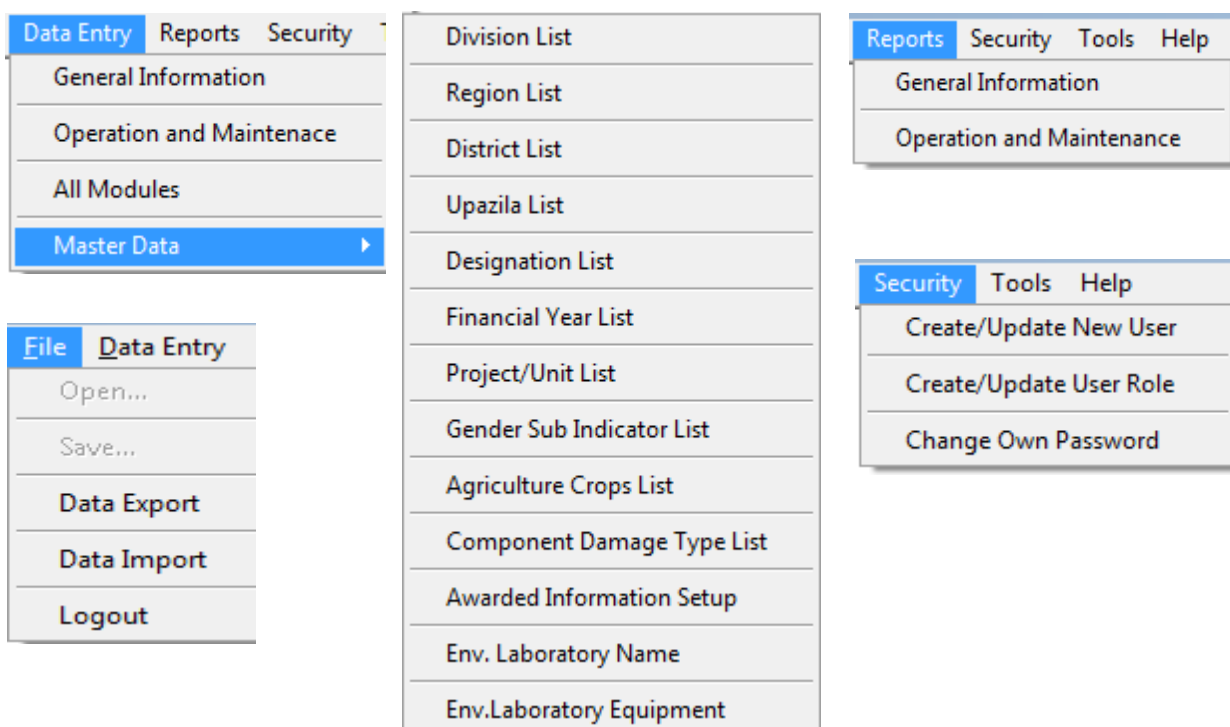 Data Entry Reports Security
General Information
Operation and Maintenace
All Modules
Master Data
File Data Entry
Open...
Save...
Data Export
Data Import
Logout
Division List
Region List
District List
Upazila List
Designation List
Financial Year List
Project/Unit List
Gender Sub Indicator List
Agriculture Crops List
Component Damage Type List
Awarded Information Setup
Env. Laboratory Name
Env.Laboratory Equipment
Reports Security Tools Help
General Information
Operation and Maintenance
Security Tools Help
Create/Update New User
Create/Update User Role
Change Own Password